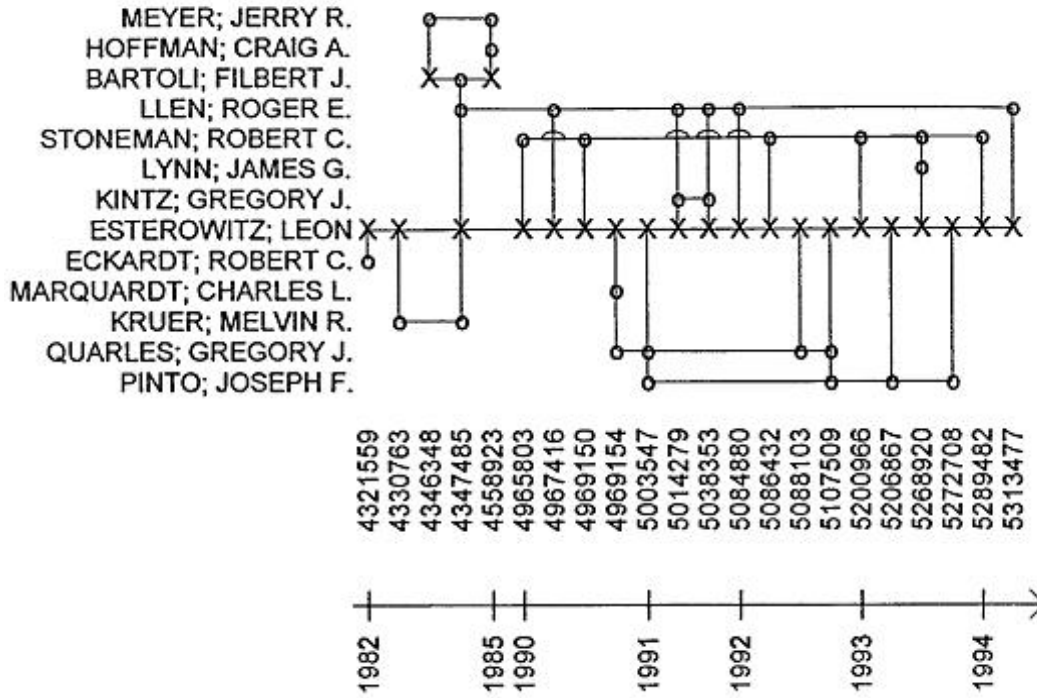 MEYER; JERRY R.
HOFFMAN; CRAIG A.
BARTOLI; FILBERT J.
LLEN; ROGER E.
STONEMAN; ROBERT C.
LYNN; JAMES G.
KINTZ; GREGORY J.
ESTEROWITZ; LEON
ECKARDT; ROBERT C.
MARQUARDT; CHARLES L.
KRUER; MELVIN R.
QUARLES; GREGORY J.
PINTO; JOSEPH F.
4321559
4330763
4346348
4347485
4558923
4965803
4967416
4969150
4969154
5003547
5014279
5038353
5084880
5086432
5088103
5107509
5200966
5206867
5268920
5272708
5289482
5313477
1982
1985
1990
1991
1992
1993
1994